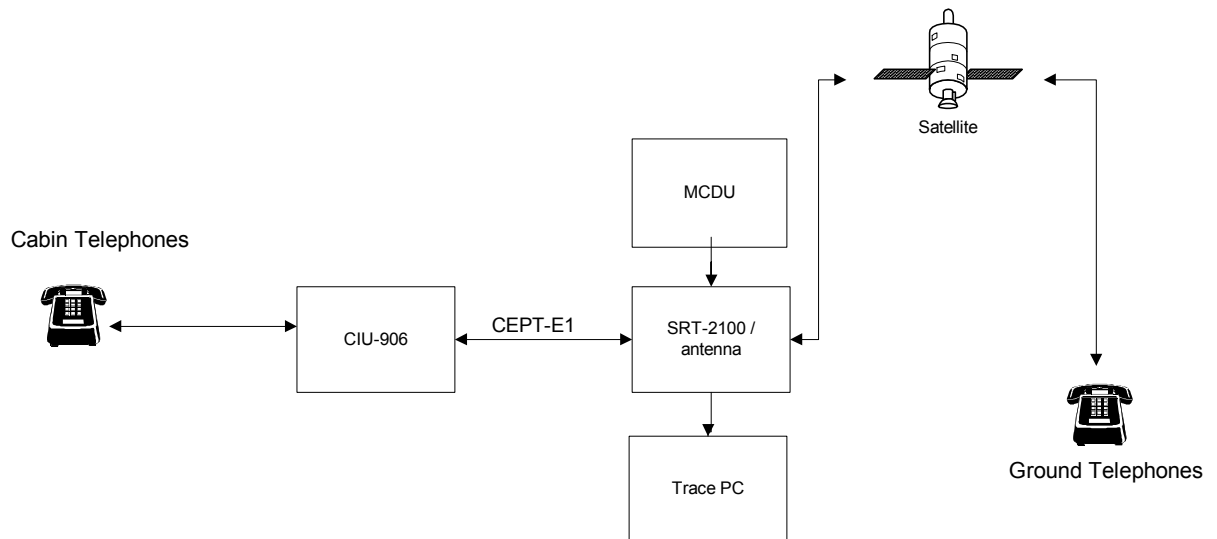 Satellite
MCDU
Cabin Telephones
CIU-906
CEPT-E1
SRT-2100 /
antenna
Trace PC
Ground Telephones